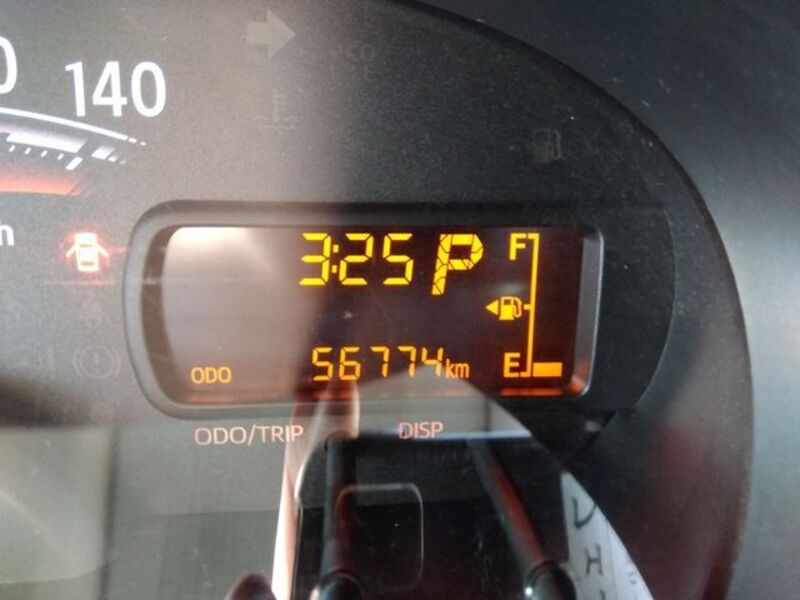 140
3:25 P F
E
ODO 56774 km
ODO/TRIP DISP